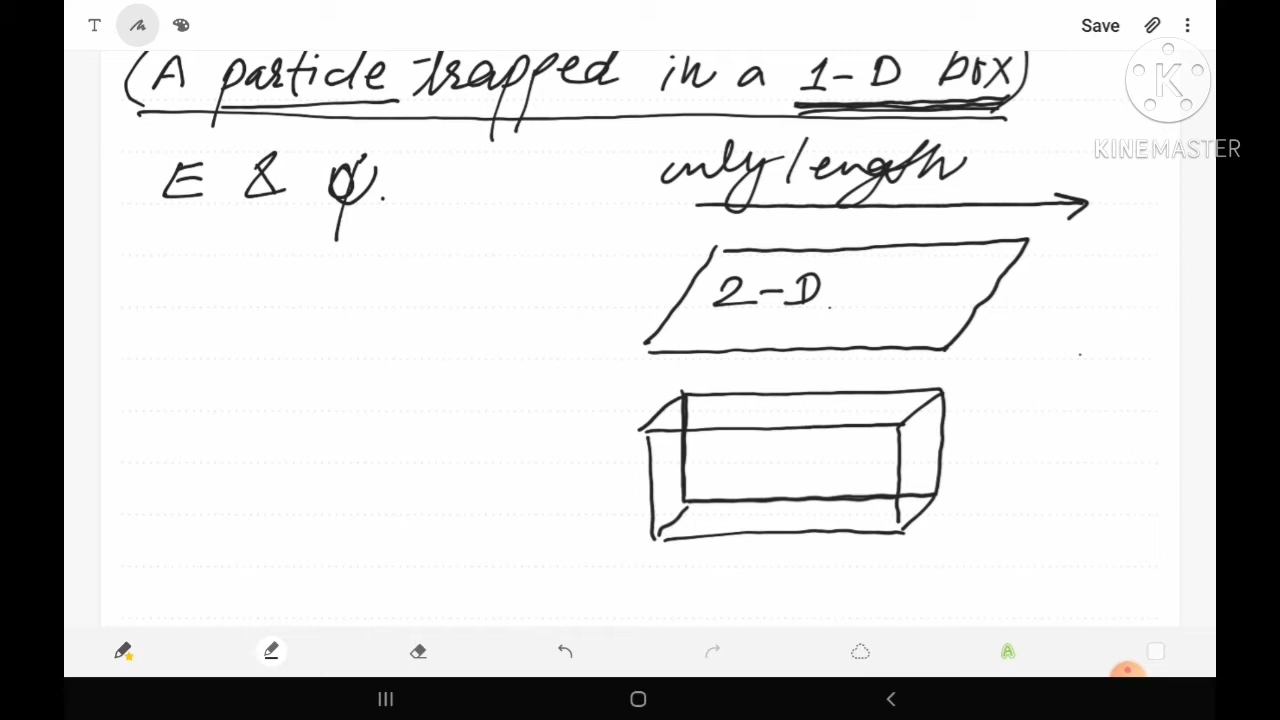 T
Save
K
KINEMASTER
(A particle trapped in a 1-D box)
E & ψ.
only length
2-D
A